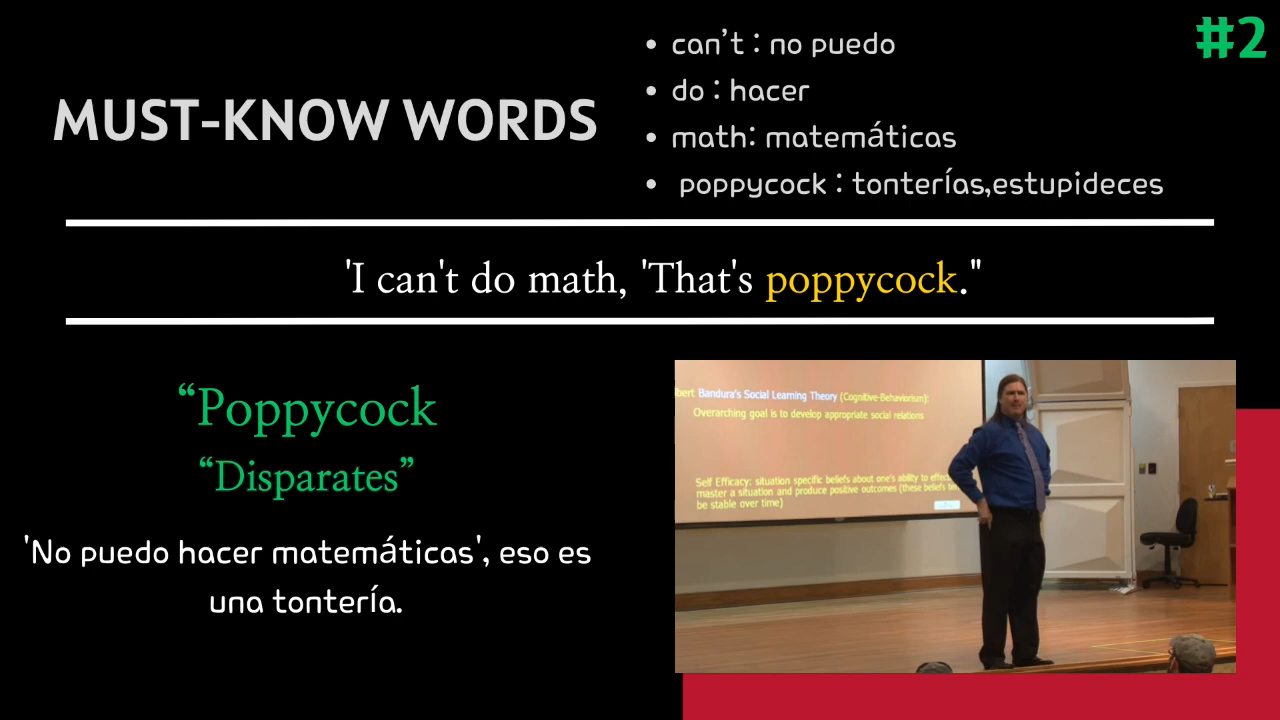 #2
MUST-KNOW WORDS
• can't : no puedo
• do : hacer
• math: matemáticas
• poppycock : tonterías,estupideces
'I can't do math, 'That's poppycock."
“Poppycock
“Disparates”
'No puedo hacer matemáticas', eso es
una tontería.
lbert Bandura's Social Learning Theory (Cognitive-Behaviorism):
Overarching goal is to develop appropriate social relations
Self Efficacy: situation specific beliefs about one's ability to
master a situation and produce positive outcomes (these beliefs
be stable over time)